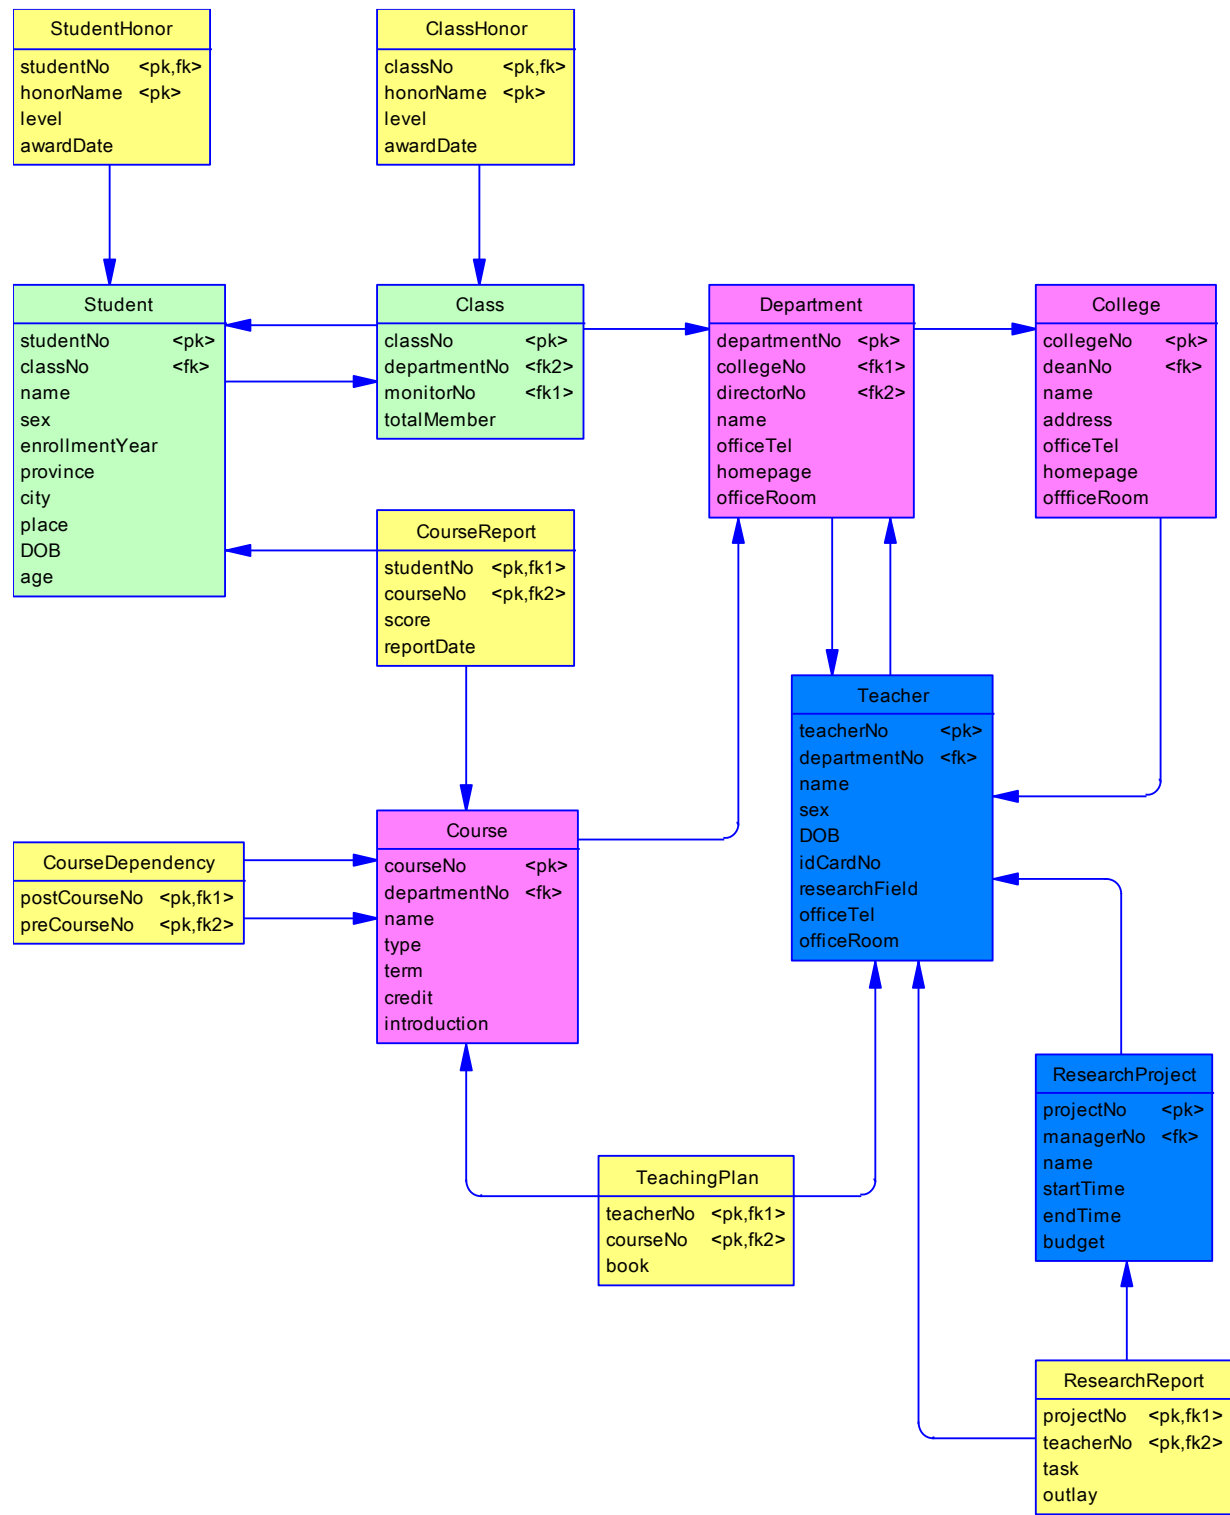 StudentHonor
studentNo <pk,fk>
honorName <pk>
level
awardDate
ClassHonor
classNo <pk,fk>
honorName <pk>
level
awardDate
Student
studentNo <pk>
classNo <fk>
name
sex
enrollmentYear
province
city
place
DOB
age
Class
classNo <pk>
departmentNo <fk2>
monitorNo <fk1>
totalMember
Department
departmentNo <pk>
collegeNo <fk1>
directorNo <fk2>
name
officeTel
homepage
officeRoom
College
collegeNo <pk>
deanNo <fk>
name
address
officeTel
homepage
offficeRoom
CourseReport
studentNo <pk,fk1>
courseNo <pk,fk2>
score
reportDate
Teacher
teacherNo <pk>
departmentNo <fk>
name
sex
DOB
idCardNo
researchField
officeTel
officeRoom
CourseDependency
postCourseNo <pk,fk1>
preCourseNo <pk,fk2>
Course
courseNo <pk>
departmentNo <fk>
name
type
term
credit
introduction
ResearchProject
projectNo <pk>
managerNo <fk>
name
startTime
endTime
budget
TeachingPlan
teacherNo <pk,fk1>
courseNo <pk,fk2>
book
ResearchReport
projectNo <pk,fk1>
teacherNo <pk,fk2>
task
outlay